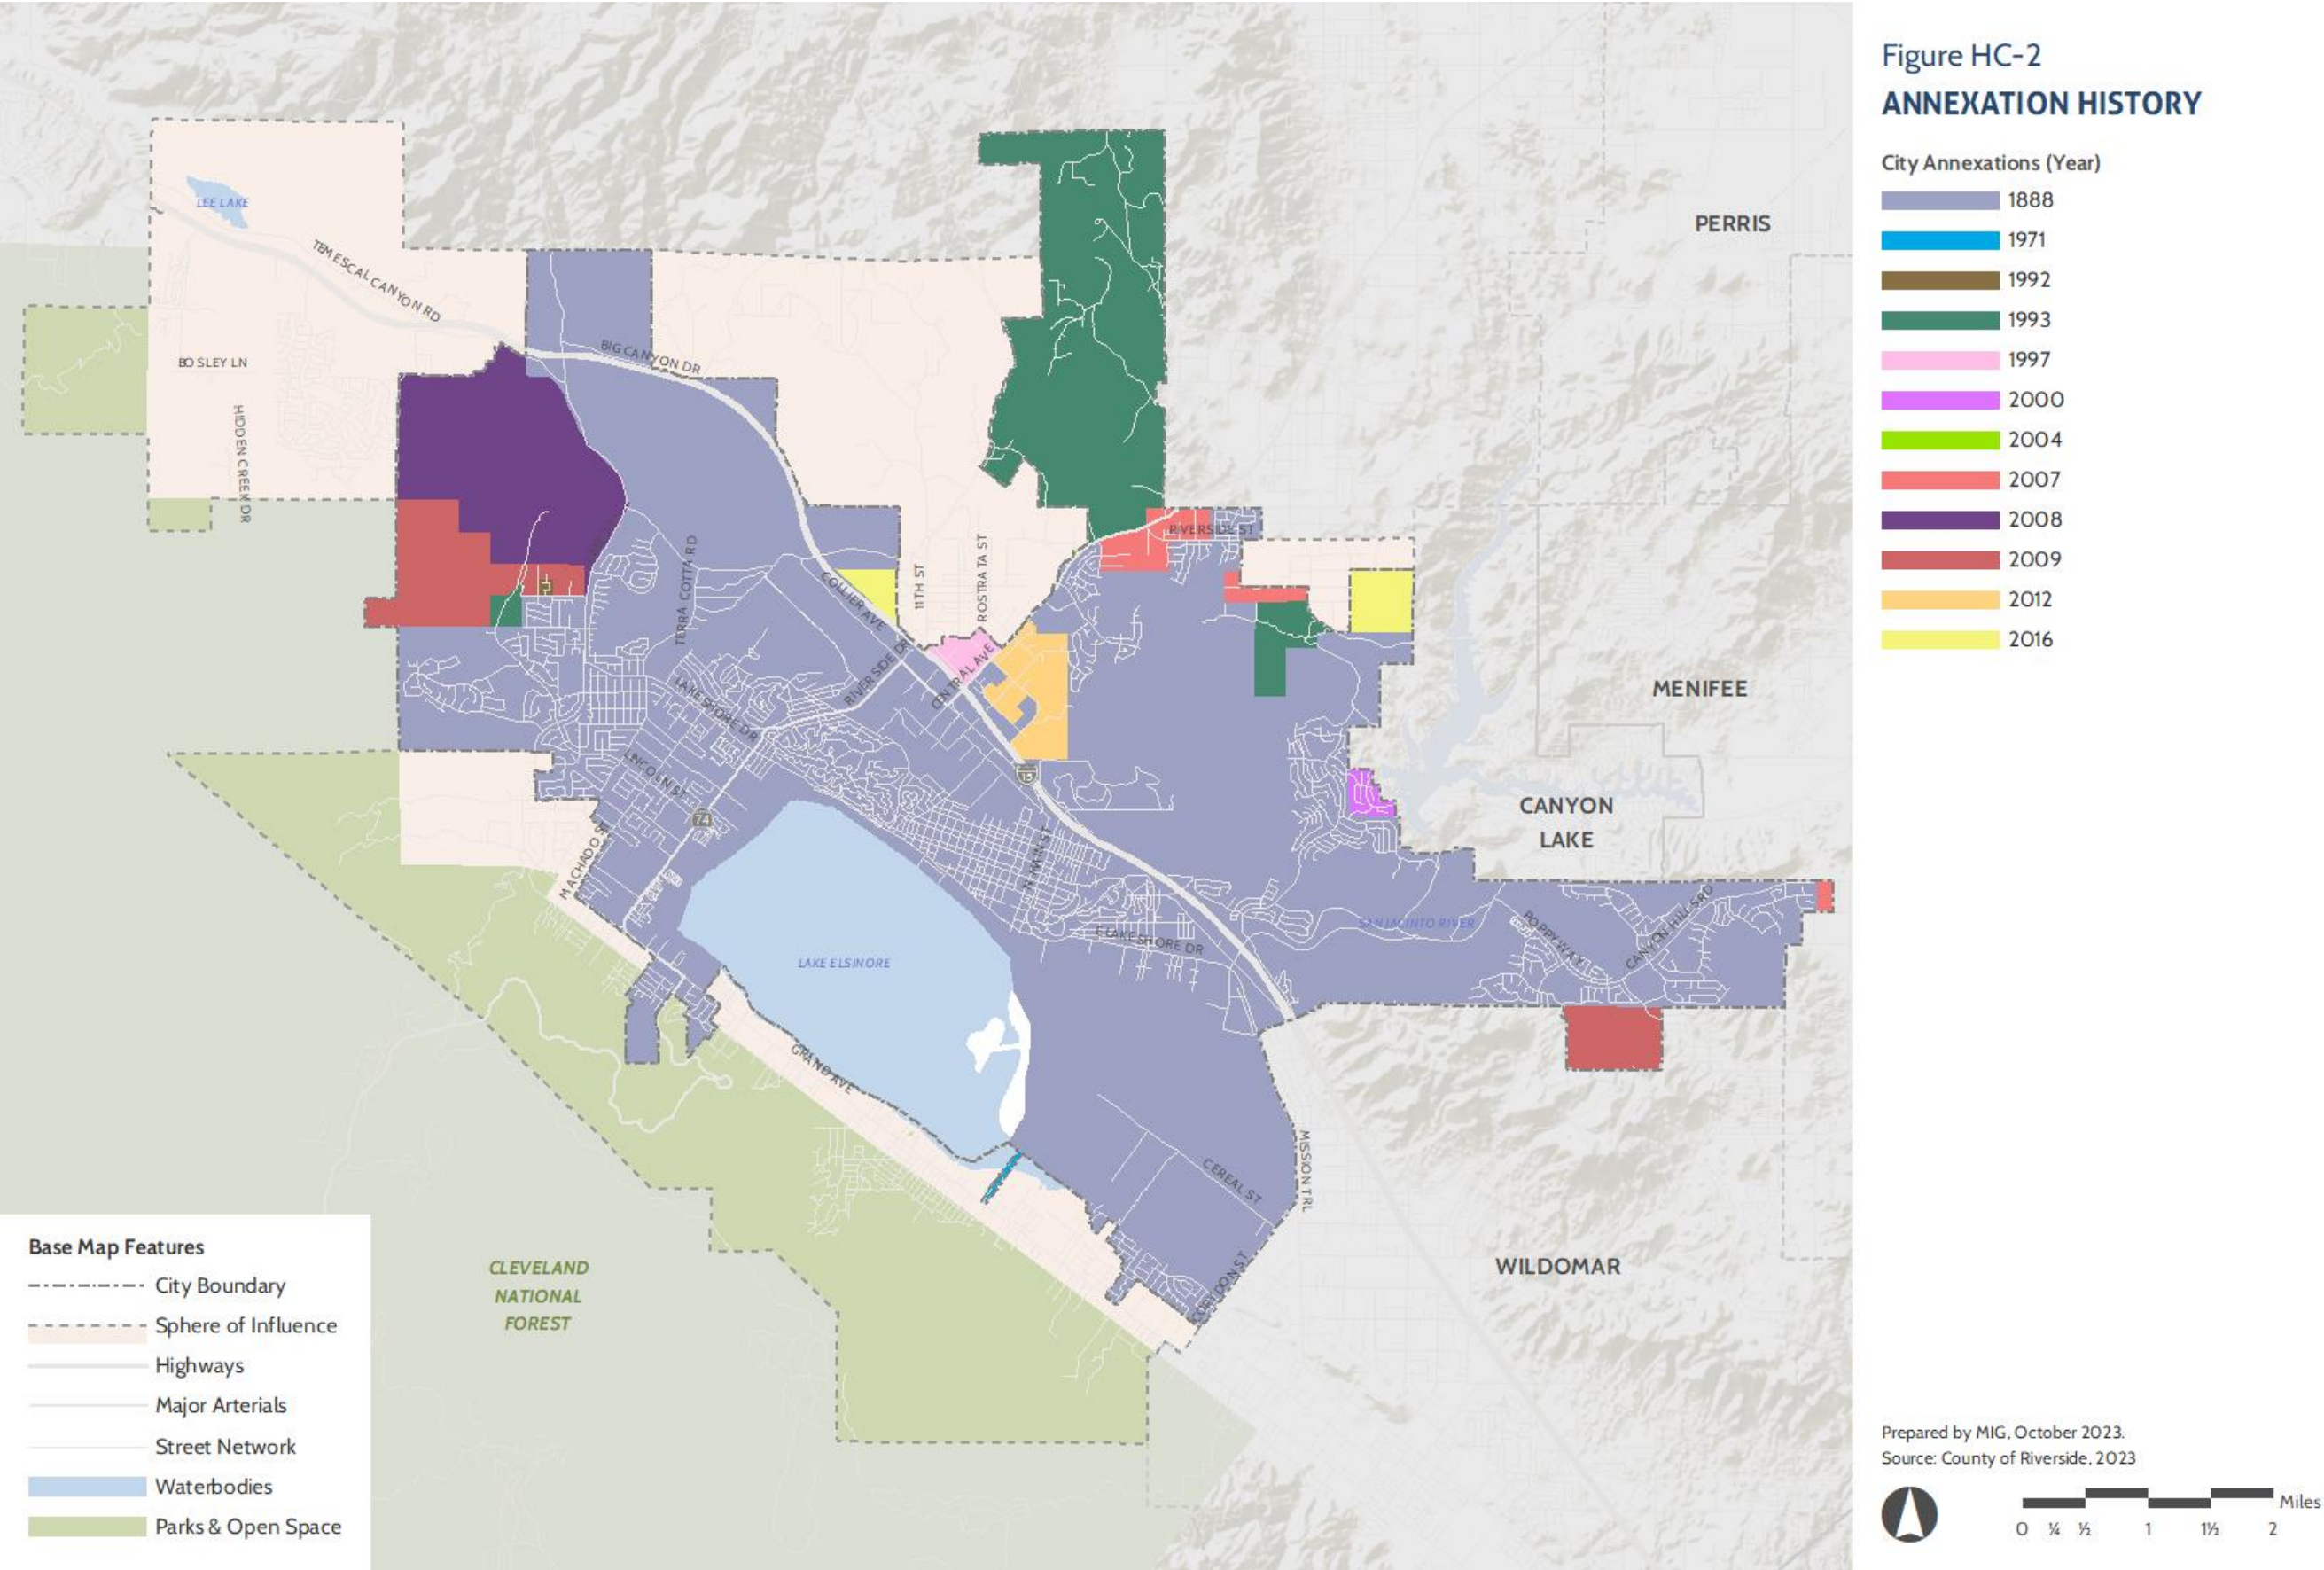 Figure HC-2
ANNEXATION HISTORY
City Annexations (Year)
1888
1971
1992
1993
1997
2000
2004
2007
2008
2009
2012
2016
PERRIS
MENIFEE
CANYON
LAKE
WILDOMAR
CLEVELAND
NATIONAL
FOREST
LEE LAKE
TEMESCAL CANYON RD
BOSLEY LN
HIDDEN CREEK DR
BIG CANYON DR
TERRA COTTA RD
COLLIER AVE
11TH ST
ROSTRATA ST
RIVERSIDE ST
RIVERSIDE DR
CENTRAL AVE
LAKESHORE DR
LINCOLN ST
74
15
MACHADO ST
N MAIN ST
E LAKESHORE DR
SAN JACINTO RIVER
POPPY WAY
CANYON HILLS RD
LAKE ELSINORE
GRAND AVE
CEREAL ST
MISSION TRL
CORYDON ST
Base Map Features
City Boundary
Sphere of Influence
Highways
Major Arterials
Street Network
Waterbodies
Parks & Open Space
Prepared by MIG, October 2023.
Source: County of Riverside, 2023
Miles
0 ¼ ½ 1 1½ 2